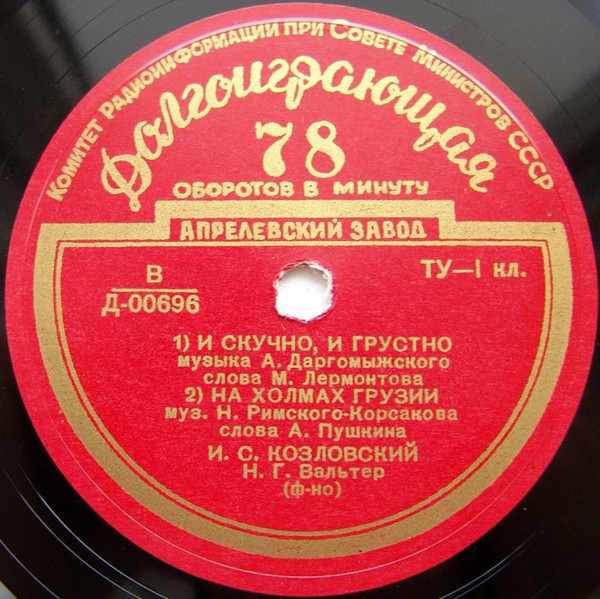 Комитет Радиоинформации при Совете Министров СССР
Долгоиграющая
78
ОБОРОТОВ В МИНУТУ
АПРЕЛЕВСКИЙ ЗАВОД
В
Д-00696
ТУ—I кл.
1) И СКУЧНО, И ГРУСТНО
музыка А. Даргомыжского
слова М. Лермонтова
2) НА ХОЛМАХ ГРУЗИИ
муз. Н. Римского-Корсакова
слова А. Пушкина
И. С. КОЗЛОВСКИЙ
Н. Г. Вальтер
(ф-но)